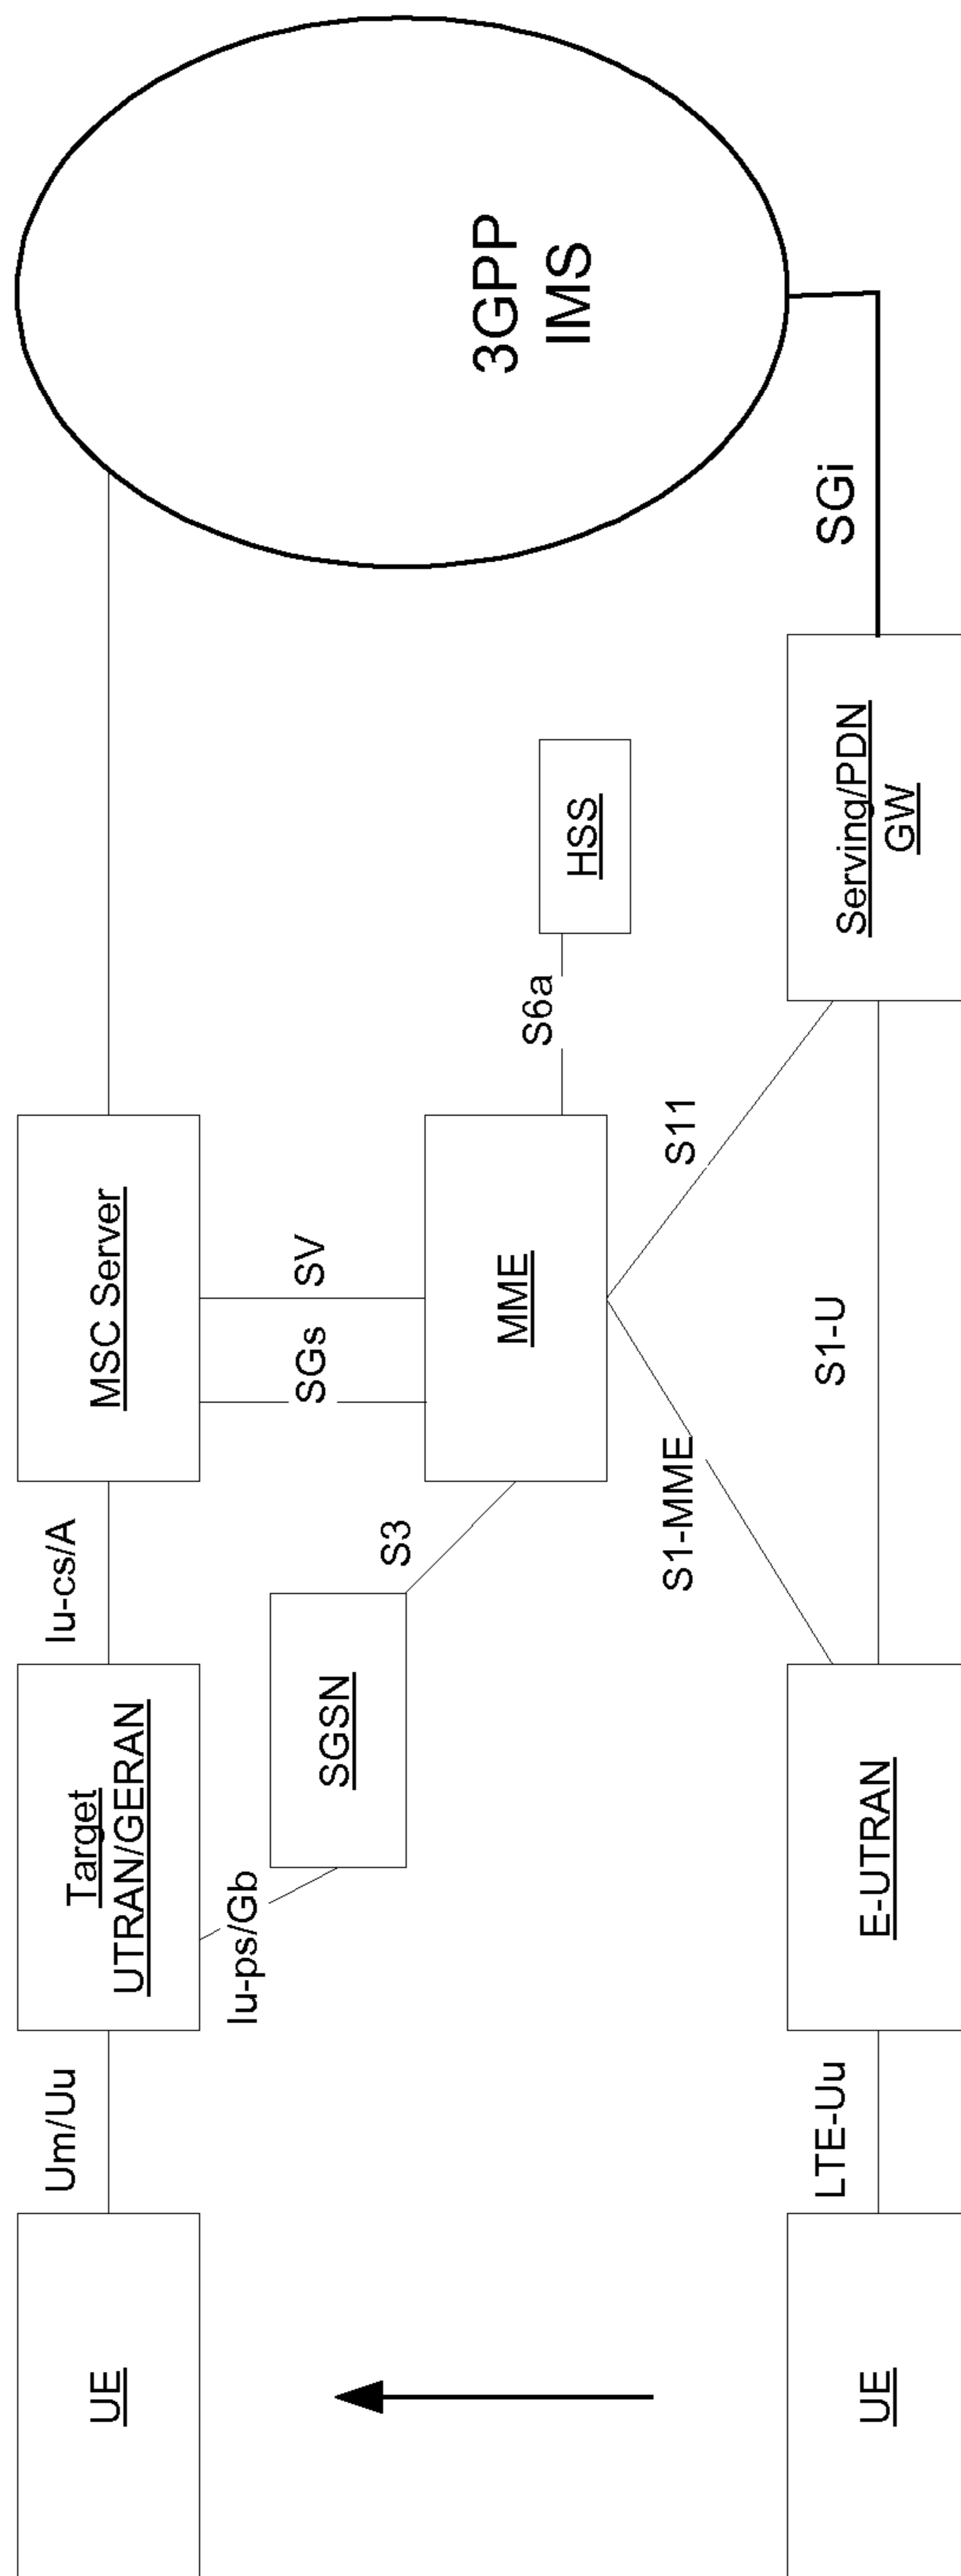 UE
Um/Uu
Target
UTRAN/GERAN
Iu-cs/A
MSC Server
Iu-ps/Gb
SGSN
S3
SGs
SV
MME
S6a
HSS
3GPP
IMS
S1-MME
S11
UE
LTE-Uu
E-UTRAN
S1-U
Serving/PDN
GW
SGi